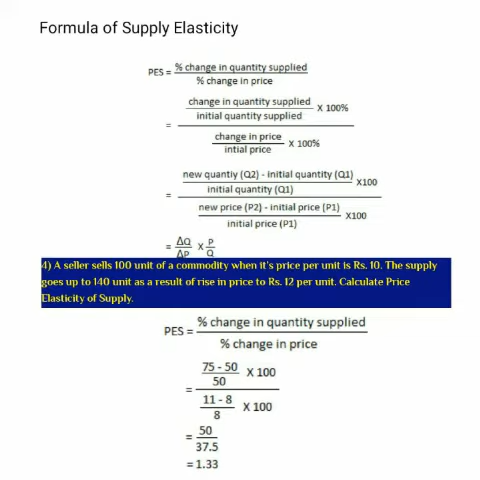 Formula of Supply Elasticity
PES = % change in quantity supplied / % change in price
= change in quantity supplied / initial quantity supplied X 100%
change in price / intial price X 100%
= new quantiy (Q2) - initial quantity (Q1) / initial quantity (Q1) X100
new price (P2) - initial price (P1) / initial price (P1) X100
= ΔQ / ΔP X P / Q
4) A seller sells 100 unit of a commodity when it's price per unit is Rs. 10. The supply
goes up to 140 unit as a result of rise in price to Rs. 12 per unit. Calculate Price
Elasticity of Supply.
PES = % change in quantity supplied / % change in price
= 75 - 50 / 50 X 100
11 - 8 / 8 X 100
= 50 / 37.5
= 1.33